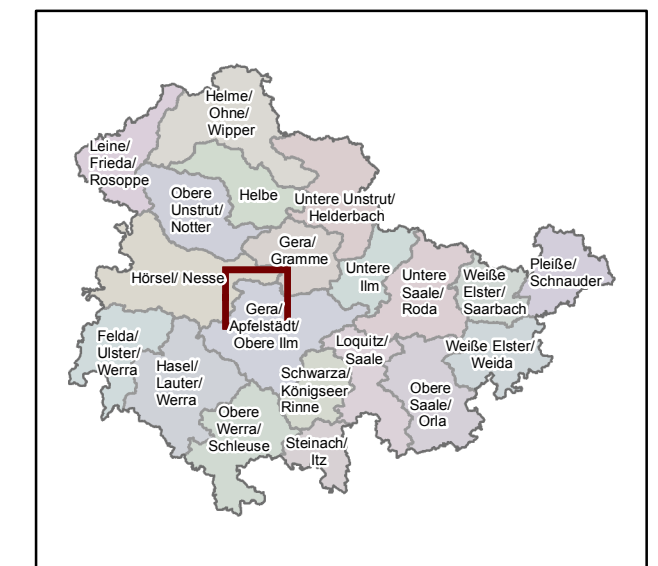 Helme/
Ohne/
Wipper
Leine/
Frieda/
Rosoppe
Obere
Unstrut/
Notter
Helbe
Untere Unstrut/
Helderbach
Gera/
Gramme
Hörsel/ Nesse
Untere
Ilm
Untere
Saale/
Roda
Weiße
Elster/
Saarbach
Pleiße/
Schnauder
Gera/
Apfelstädt/
Obere Ilm
Felda/
Ulster/
Werra
Hasel/
Lauter/
Werra
Loquitz/
Saale
Weiße Elster/
Weida
Schwarza/
Königseer
Rinne
Obere
Saale/
Orla
Obere
Werra/
Schleuse
Steinach/
Itz